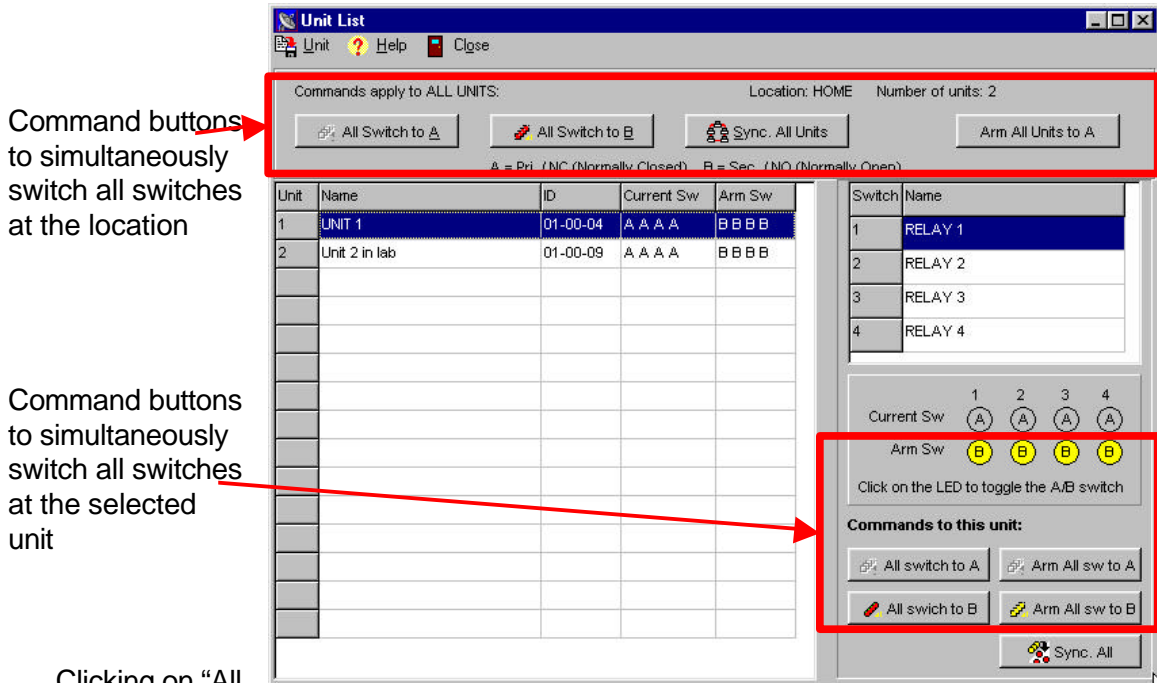 Unit List
Unit Help Close
Commands apply to ALL UNITS: Location: HOME Number of units: 2
All Switch to A All Switch to B Sync. All Units Arm All Units to A
A = Pri. / NC (Normally Closed) B = Sec. / NO (Normally Open)
Command buttons
to simultaneously
switch all switches
at the location
Unit Name ID Current Sw Arm Sw
1 UNIT 1 01-00-04 A A A A B B B B
2 Unit 2 in lab 01-00-09 A A A A B B B B
Switch Name
1 RELAY 1
2 RELAY 2
3 RELAY 3
4 RELAY 4
Command buttons
to simultaneously
switch all switches
at the selected
unit
1 2 3 4
Current Sw A A A A
Arm Sw B B B B
Click on the LED to toggle the A/B switch
Commands to this unit:
All switch to A Arm All sw to A
All swich to B Arm All sw to B
Sync. All
Clicking on “All